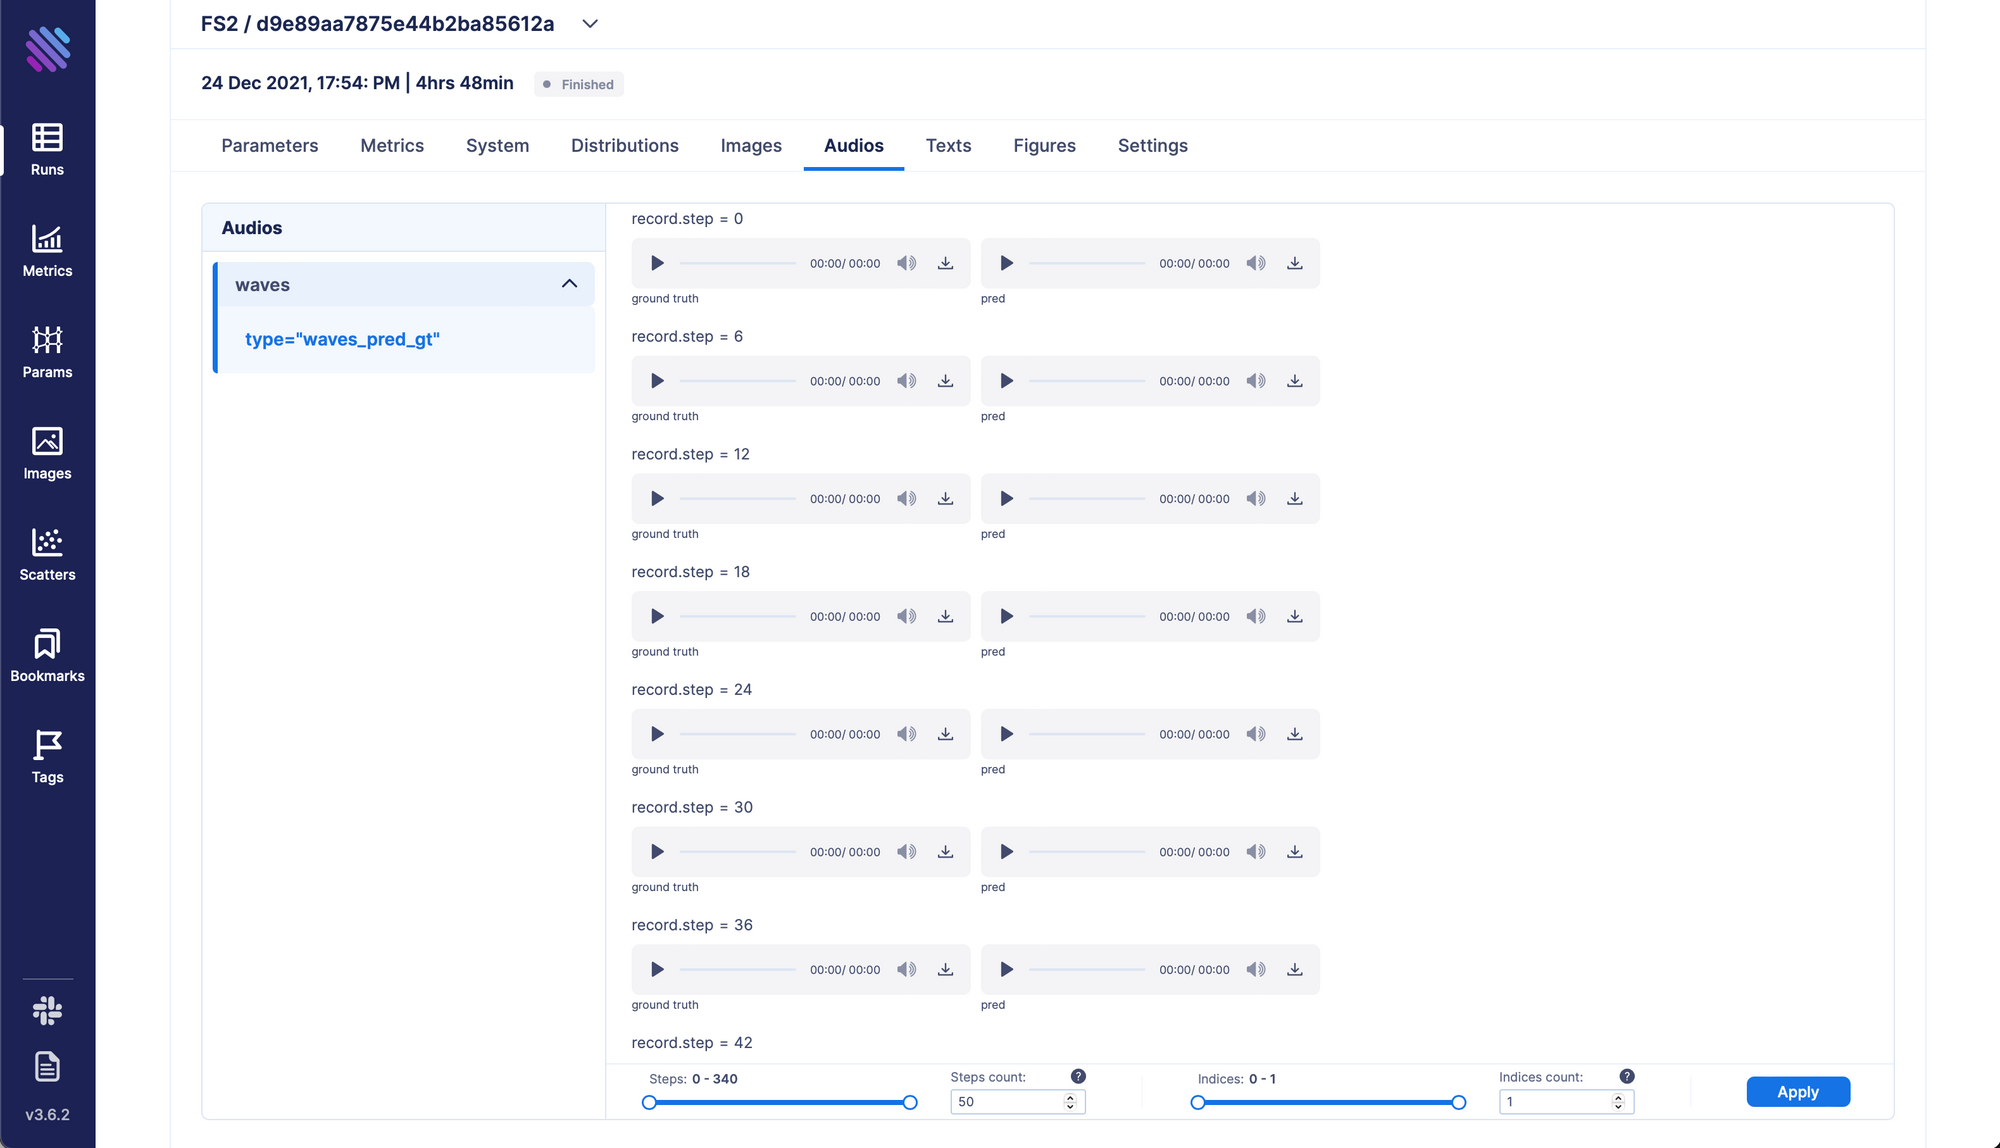 FS2 / d9e89aa7875e44b2ba85612a
24 Dec 2021, 17:54: PM | 4hrs 48min
Finished
Parameters Metrics System Distributions Images Audios Texts Figures Settings
Runs
Metrics
Params
Images
Scatters
Bookmarks
Tags
v3.6.2
Audios
waves
type="waves_pred_gt"
record.step = 0
00:00/ 00:00 00:00/ 00:00
ground truth pred
record.step = 6
00:00/ 00:00 00:00/ 00:00
ground truth pred
record.step = 12
00:00/ 00:00 00:00/ 00:00
ground truth pred
record.step = 18
00:00/ 00:00 00:00/ 00:00
ground truth pred
record.step = 24
00:00/ 00:00 00:00/ 00:00
ground truth pred
record.step = 30
00:00/ 00:00 00:00/ 00:00
ground truth pred
record.step = 36
00:00/ 00:00 00:00/ 00:00
ground truth pred
record.step = 42
Steps: 0 - 340
Steps count: ?
50
Indices: 0 - 1
Indices count: ?
1
Apply